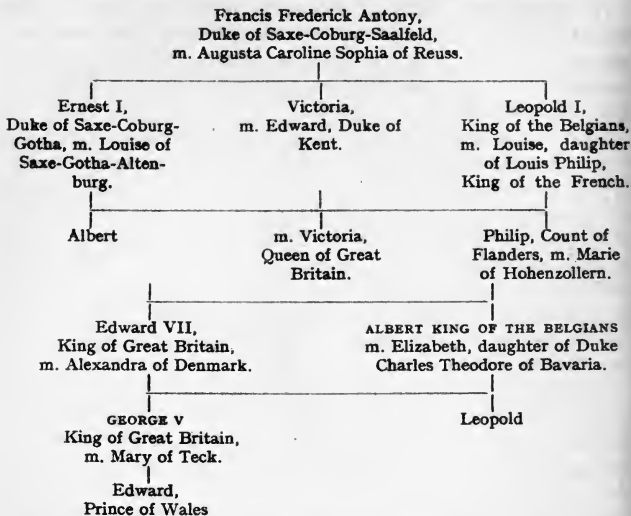 Francis Frederick Antony,
Duke of Saxe-Coburg-Saalfeld,
m. Augusta Caroline Sophia of Reuss.
Ernest I,
Duke of Saxe-Coburg-
Gotha, m. Louise of
Saxe-Gotha-Alten-
burg.
Victoria,
m. Edward, Duke of
Kent.
Leopold I,
King of the Belgians,
m. Louise, daughter
of Louis Philip,
King of the French.
Albert
m. Victoria,
Queen of Great
Britain.
Philip, Count of
Flanders, m. Marie
of Hohenzollern.
Edward VII,
King of Great Britain,
m. Alexandra of Denmark.
ALBERT KING OF THE BELGIANS
m. Elizabeth, daughter of Duke
Charles Theodore of Bavaria.
GEORGE V
King of Great Britain,
m. Mary of Teck.
Leopold
Edward,
Prince of Wales